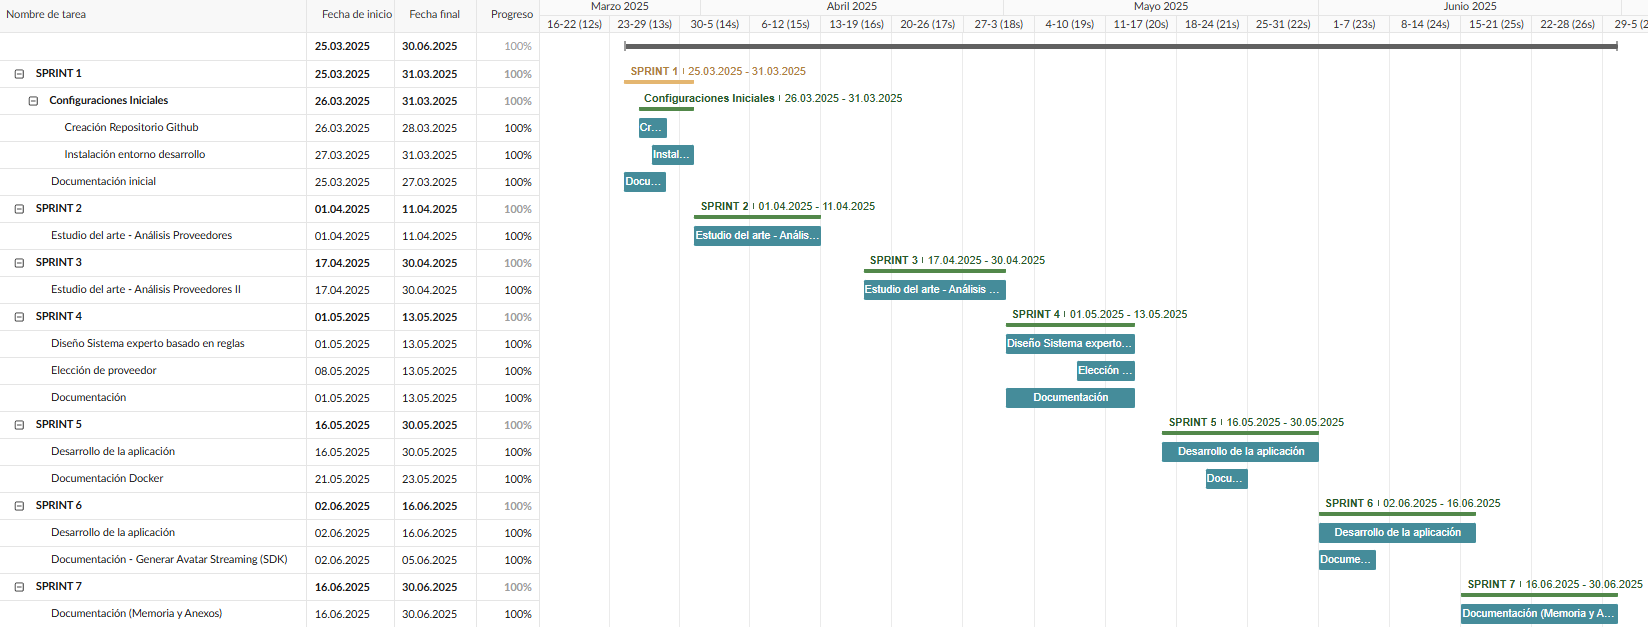 Nombre de tarea Fecha de inicio Fecha final Progreso Marzo 2025 Abril 2025 Mayo 2025 Junio 2025
16-22 (12s) 23-29 (13s) 30-5 (14s) 6-12 (15s) 13-19 (16s) 20-26 (17s) 27-3 (18s) 4-10 (19s) 11-17 (20s) 18-24 (21s) 25-31 (22s) 1-7 (23s) 8-14 (24s) 15-21 (25s) 22-28 (26s) 29-5 (2
25.03.2025 30.06.2025 100%
SPRINT 1 25.03.2025 31.03.2025 100% SPRINT 1 | 25.03.2025 - 31.03.2025
Configuraciones Iniciales 26.03.2025 31.03.2025 100% Configuraciones Iniciales | 26.03.2025 - 31.03.2025
Creación Repositorio Github 26.03.2025 28.03.2025 100% Cr...
Instalación entorno desarrollo 27.03.2025 31.03.2025 100% Instal...
Documentación inicial 25.03.2025 27.03.2025 100% Docu...
SPRINT 2 01.04.2025 11.04.2025 100% SPRINT 2 | 01.04.2025 - 11.04.2025
Estudio del arte - Análisis Proveedores 01.04.2025 11.04.2025 100% Estudio del arte - Anális...
SPRINT 3 17.04.2025 30.04.2025 100% SPRINT 3 | 17.04.2025 - 30.04.2025
Estudio del arte - Análisis Proveedores II 17.04.2025 30.04.2025 100% Estudio del arte - Análisis ...
SPRINT 4 01.05.2025 13.05.2025 100% SPRINT 4 | 01.05.2025 - 13.05.2025
Diseño Sistema experto basado en reglas 01.05.2025 13.05.2025 100% Diseño Sistema experto...
Elección de proveedor 08.05.2025 13.05.2025 100% Elección ...
Documentación 01.05.2025 13.05.2025 100% Documentación
SPRINT 5 16.05.2025 30.05.2025 100% SPRINT 5 | 16.05.2025 - 30.05.2025
Desarrollo de la aplicación 16.05.2025 30.05.2025 100% Desarrollo de la aplicación
Documentación Docker 21.05.2025 23.05.2025 100% Docu...
SPRINT 6 02.06.2025 16.06.2025 100% SPRINT 6 | 02.06.2025 - 16.06.2025
Desarrollo de la aplicación 02.06.2025 16.06.2025 100% Desarrollo de la aplicación
Documentación - Generar Avatar Streaming (SDK) 02.06.2025 05.06.2025 100% Docume...
SPRINT 7 16.06.2025 30.06.2025 100% SPRINT 7 | 16.06.2025 - 30.06.2025
Documentación (Memoria y Anexos) 16.06.2025 30.06.2025 100% Documentación (Memoria y A...